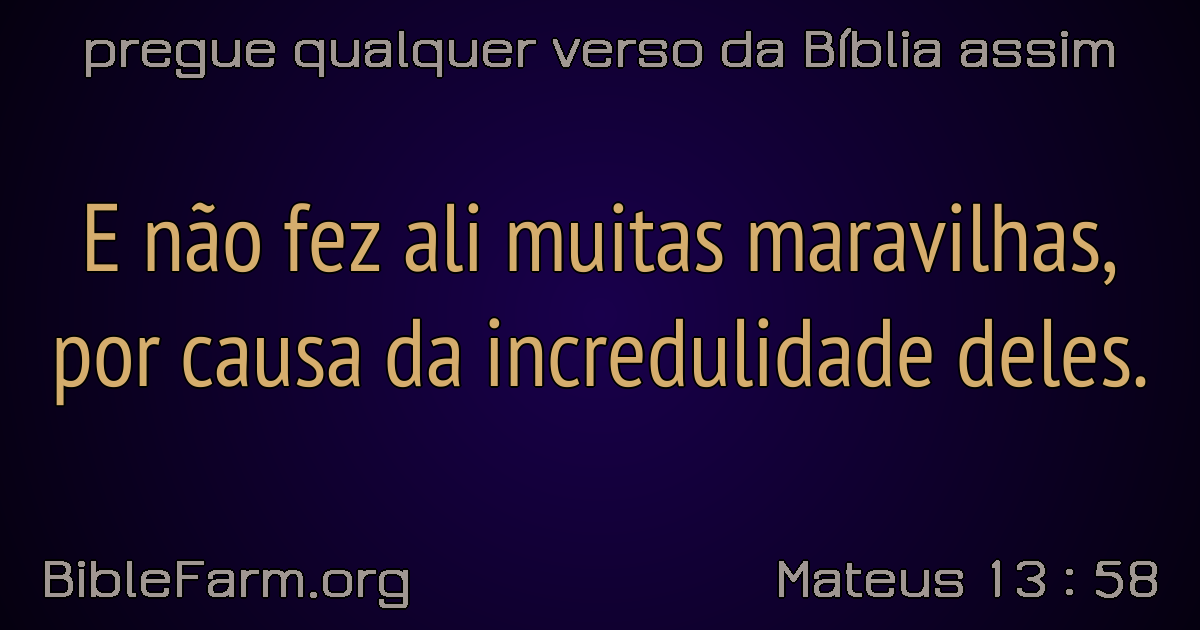 pregue qualquer verso da Bíblia assim
E não fez ali muitas maravilhas,
por causa da incredulidade deles.
BibleFarm.org
Mateus 13 : 58